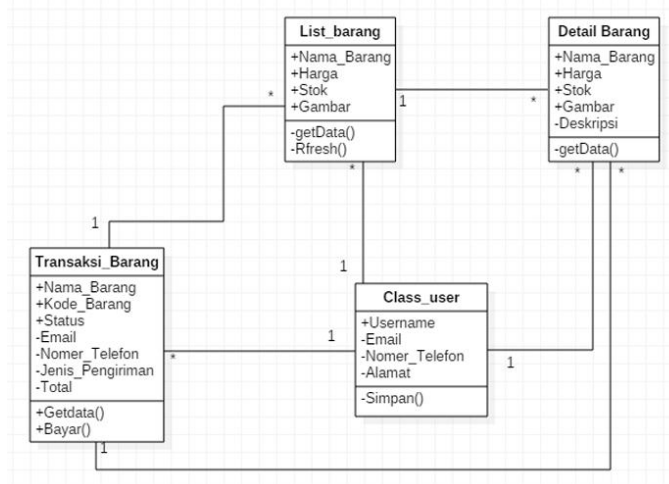 List_barang
+Nama_Barang
+Harga
+Stok
+Gambar
-getData()
-Rfresh()
Detail Barang
+Nama_Barang
+Harga
+Stok
+Gambar
-Deskripsi
-getData()
*
1
*
*
*
*
1
1
Transaksi_Barang
+Nama_Barang
+Kode_Barang
+Status
-Email
-Nomer_Telefon
-Jenis_Pengiriman
-Total
+Getdata()
+Bayar()
Class_user
+Username
-Email
-Nomer_Telefon
-Alamat
-Simpan()
1
*
1
1